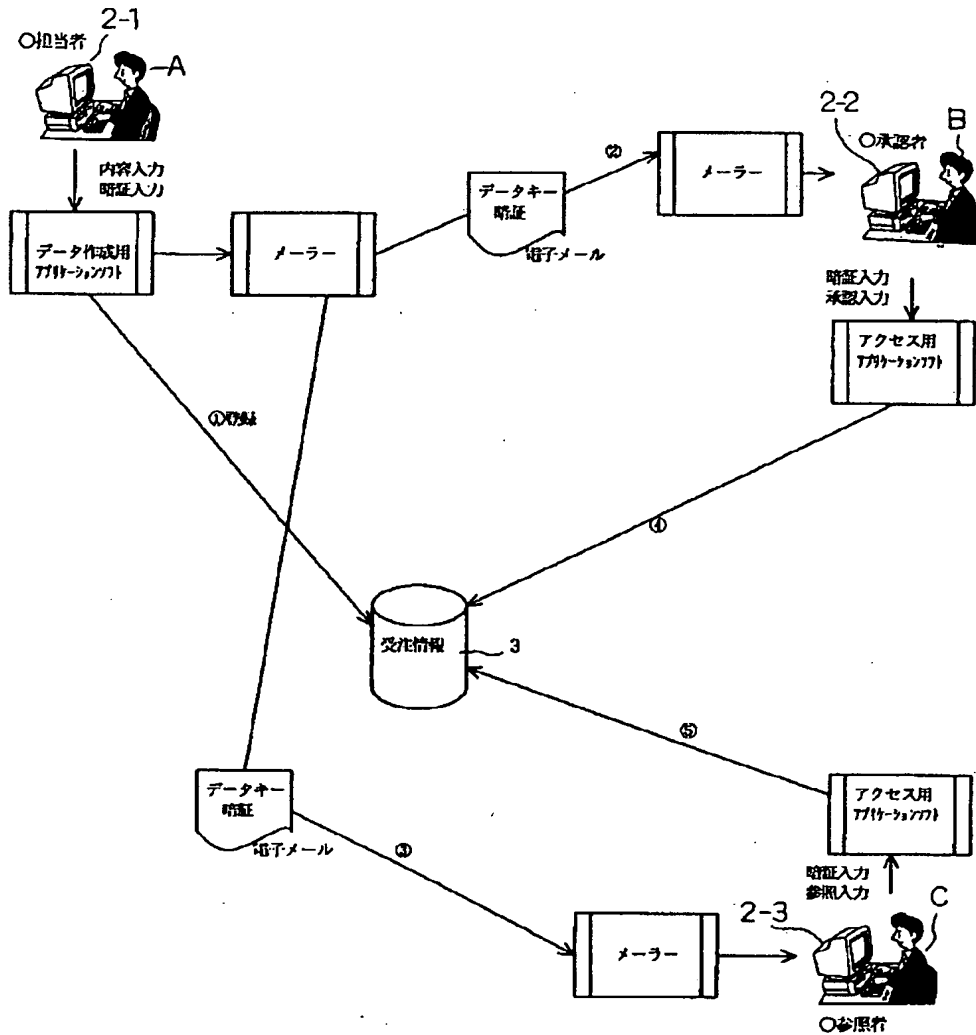 2-1
○担当者
A
内容入力
暗証入力
データ作成用
アプリケーションソフト
メーラー
データキー
暗証
電子メール
②
メーラー
2-2
○承認者
B
暗証入力
承認入力
アクセス用
アプリケーションソフト
①登録
④
受注情報
3
⑤
データキー
暗証
電子メール
③
メーラー
アクセス用
アプリケーションソフト
暗証入力
参照入力
2-3
C
○参照者